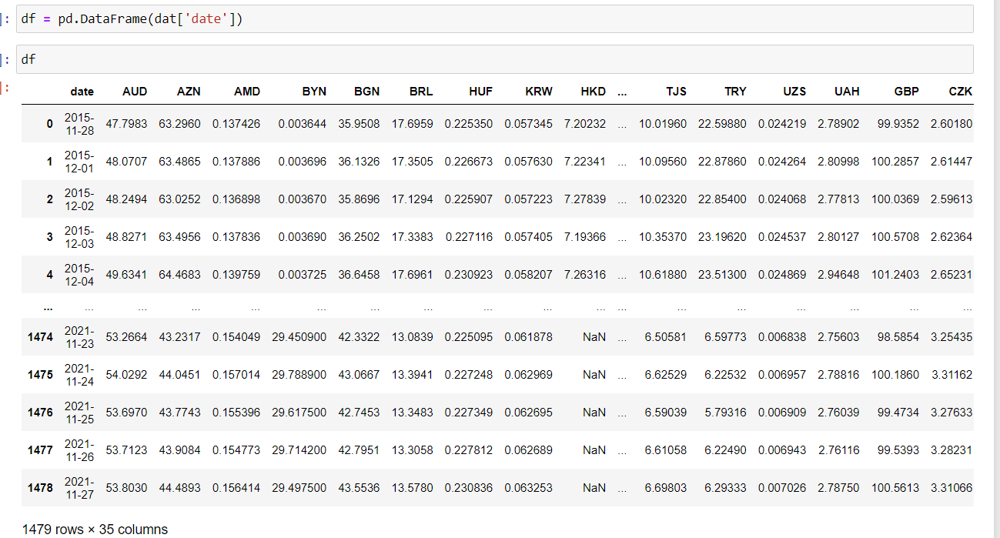 ]: df = pd.DataFrame(dat['date'])
]: df
]:
date AUD AZN AMD BYN BGN BRL HUF KRW HKD ... TJS TRY UZS UAH GBP CZK
0 2015-11-28 47.7983 63.2960 0.137426 0.003644 35.9508 17.6959 0.225350 0.057345 7.20232 ... 10.01960 22.59880 0.024219 2.78902 99.9352 2.60180
1 2015-12-01 48.0707 63.4865 0.137886 0.003696 36.1326 17.3505 0.226673 0.057630 7.22341 ... 10.09560 22.87860 0.024264 2.80998 100.2857 2.61447
2 2015-12-02 48.2494 63.0252 0.136898 0.003670 35.8696 17.1294 0.225907 0.057223 7.27839 ... 10.02320 22.85400 0.024068 2.77813 100.0369 2.59613
3 2015-12-03 48.8271 63.4956 0.137836 0.003690 36.2502 17.3383 0.227116 0.057405 7.19366 ... 10.35370 23.19620 0.024537 2.80127 100.5708 2.62364
4 2015-12-04 49.6341 64.4683 0.139759 0.003725 36.6458 17.6961 0.230923 0.058207 7.26316 ... 10.61880 23.51300 0.024869 2.94648 101.2403 2.65231
... ... ... ... ... ... ... ... ... ... ... ... ... ... ... ... ... ...
1474 2021-11-23 53.2664 43.2317 0.154049 29.450900 42.3322 13.0839 0.225095 0.061878 NaN ... 6.50581 6.59773 0.006838 2.75603 98.5854 3.25435
1475 2021-11-24 54.0292 44.0451 0.157014 29.788900 43.0667 13.3941 0.227248 0.062969 NaN ... 6.62529 6.22532 0.006957 2.78816 100.1860 3.31162
1476 2021-11-25 53.6970 43.7743 0.155396 29.617500 42.7453 13.3483 0.227349 0.062695 NaN ... 6.59039 5.79316 0.006909 2.76039 99.4734 3.27633
1477 2021-11-26 53.7123 43.9084 0.154773 29.714200 42.7951 13.3058 0.227812 0.062689 NaN ... 6.61058 6.22490 0.006943 2.76116 99.5393 3.28231
1478 2021-11-27 53.8030 44.4893 0.156414 29.497500 43.5536 13.5780 0.230836 0.063253 NaN ... 6.69803 6.29333 0.007026 2.78750 100.5613 3.31066
1479 rows × 35 columns